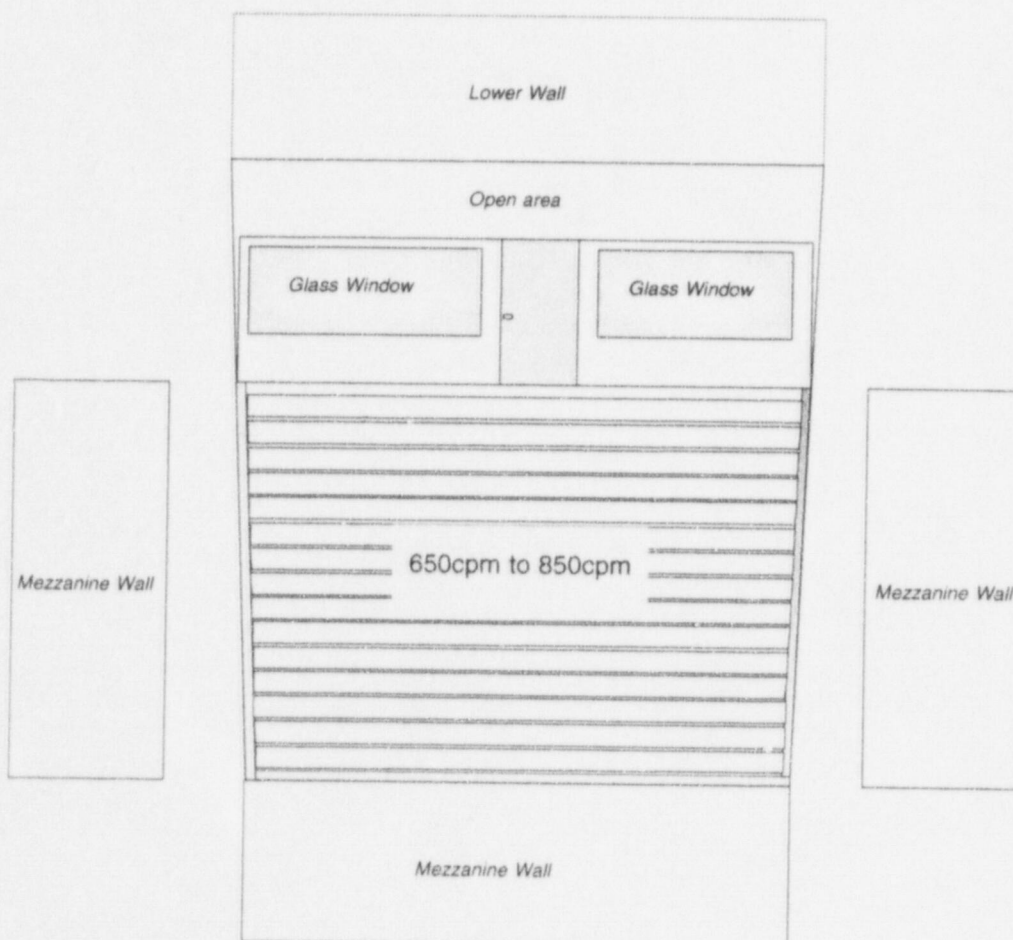 Lower Wall
Open area
Glass Window
Glass Window
650cpm to 850cpm
Mezzanine Wall
Mezzanine Wall
Mezzanine Wall